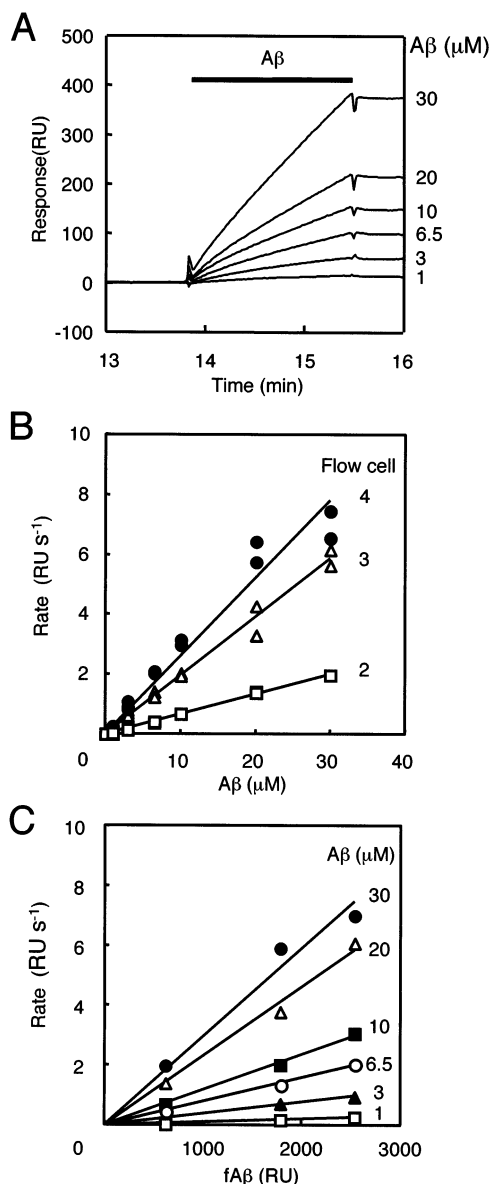 A
Aβ (μM)
500
400
300
200
100
0
-100
Response(RU)
Aβ
30
20
10
6.5
3
1
13 14 15 16
Time (min)
B
10
8
6
4
2
0
Rate (RU s-1)
Flow cell
4
3
2
10 20 30 40
Aβ (μM)
C
10
8
6
4
2
0
Rate (RU s-1)
Aβ (μM)
30
20
10
6.5
3
1
1000 2000 3000
fAβ (RU)